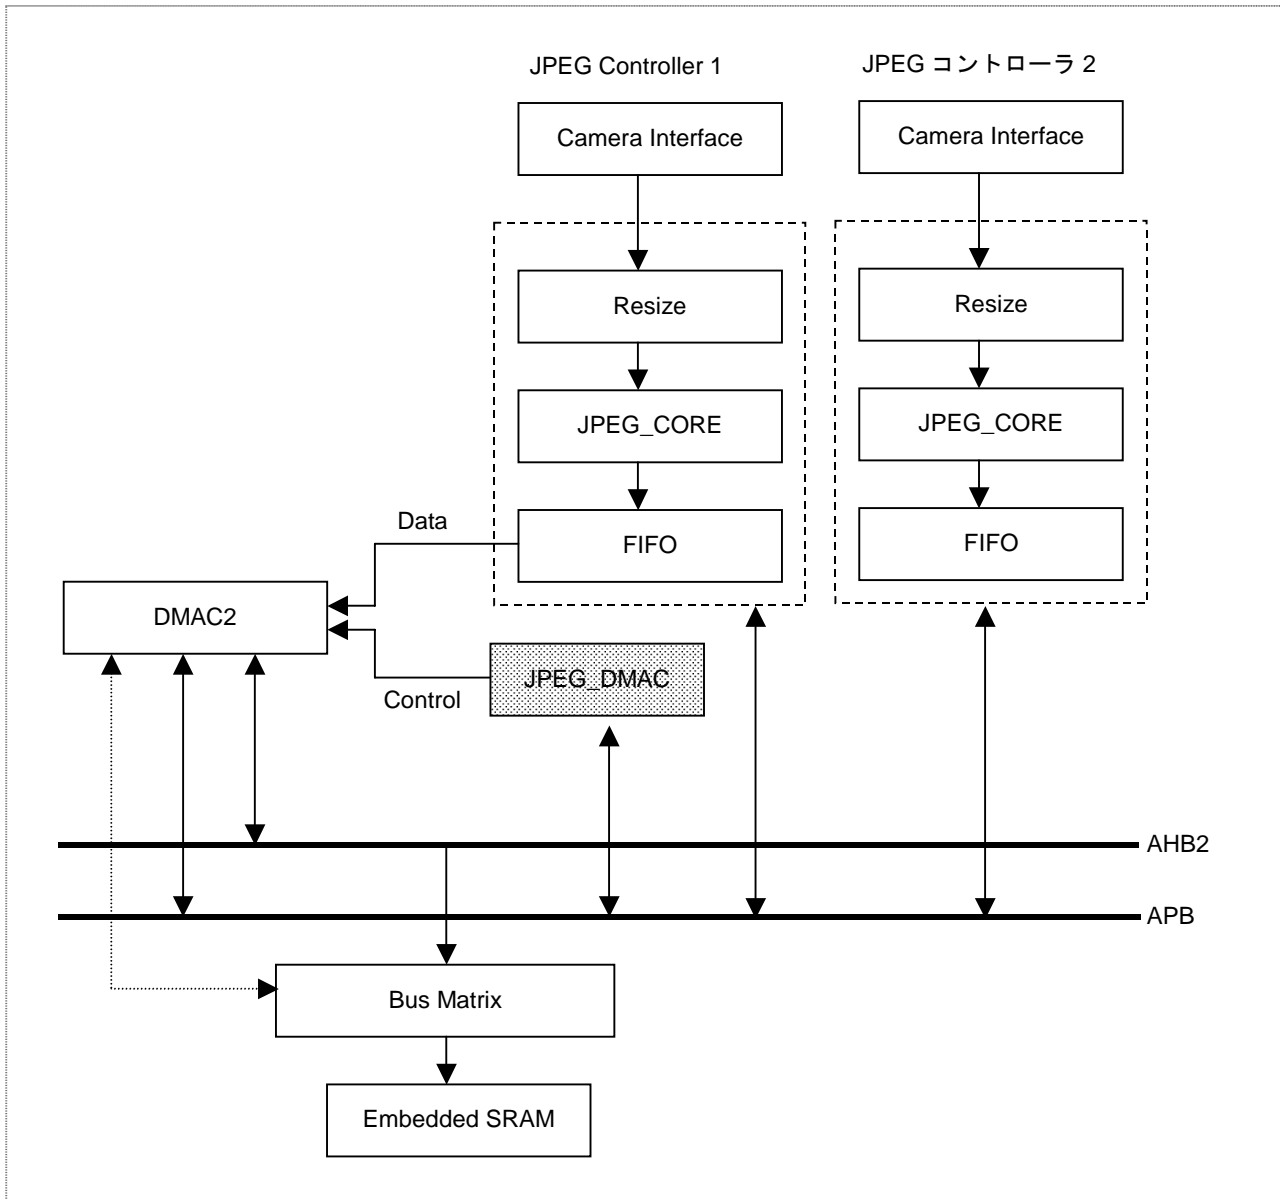 JPEG Controller 1
JPEG コントローラ 2
Camera Interface
Camera Interface
Resize
Resize
JPEG_CORE
JPEG_CORE
Data
FIFO
FIFO
DMAC2
JPEG_DMAC
Control
AHB2
APB
Bus Matrix
Embedded SRAM